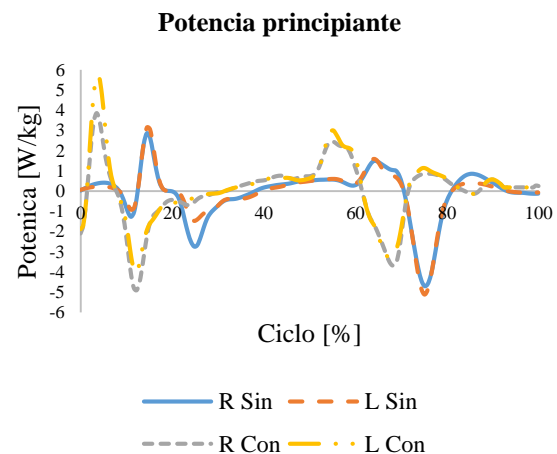 Potencia principiante
Potenica [W/kg]
6
5
4
3
2
1
0
-1
-2
-3
-4
-5
-6
0 20 40 60 80 100
Ciclo [%]
R Sin L Sin
R Con L Con